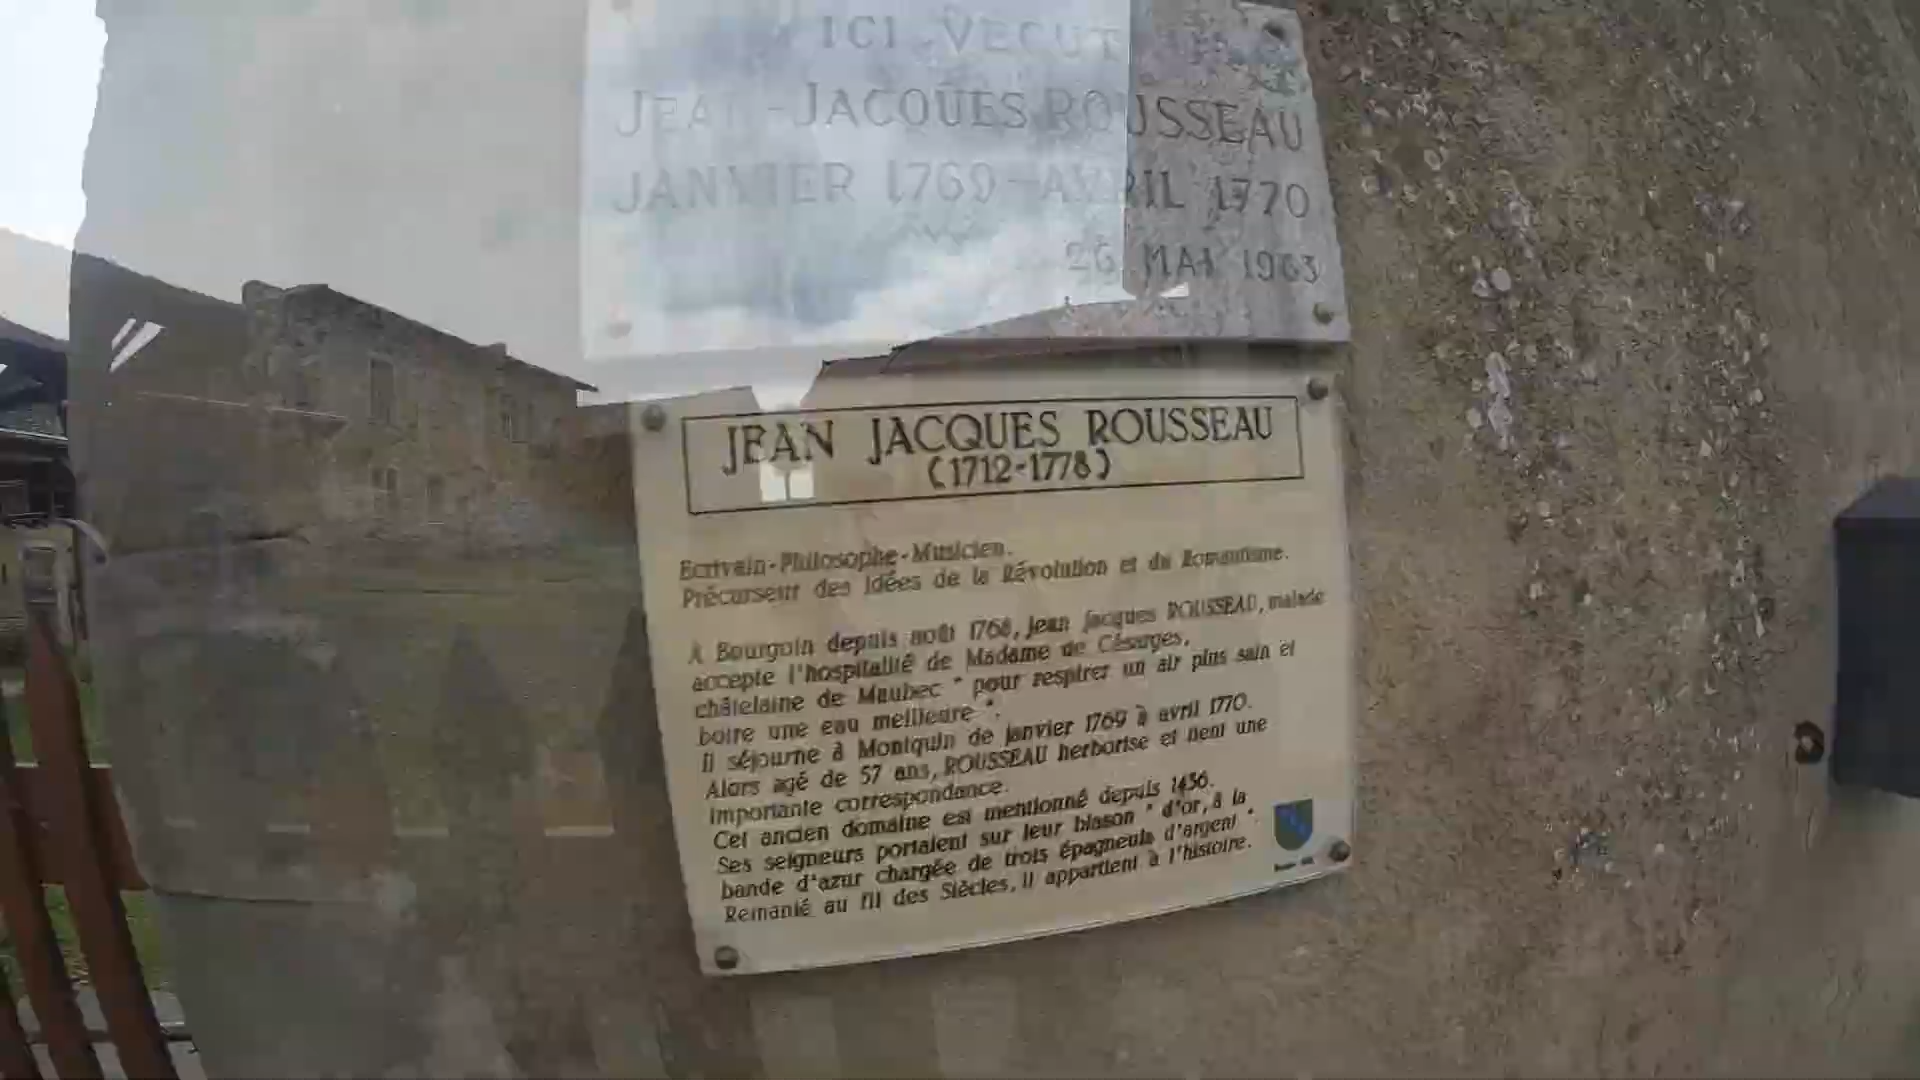 ICI VECUT
JEAN-JACQUES ROUSSEAU
JANVIER 1769-AVRIL 1770
26 MAI 1963
JEAN JACQUES ROUSSEAU
(1712-1778)
Ecrivain-Philosophe-Musicien.
Précurseur des Idées de la Révolution et du Romantisme.
A Bourgoin depuis août 1768, Jean Jacques ROUSSEAU, malade
accepte l'hospitalité de Madame de Césarges,
châtelaine de Maubec " pour respirer un air plus sain et
boire une eau meilleure ".
Il séjourne à Monquin de janvier 1769 à avril 1770.
Alors agé de 57 ans, ROUSSEAU herborise et tient une
importante correspondance.
Cet ancien domaine est mentionné depuis 1456.
Ses seigneurs portaient sur leur blason " d'or, à la
bande d'azur chargée de trois épagneuls d'argent ".
Remanié au fil des Siècles, il appartient à l'histoire.